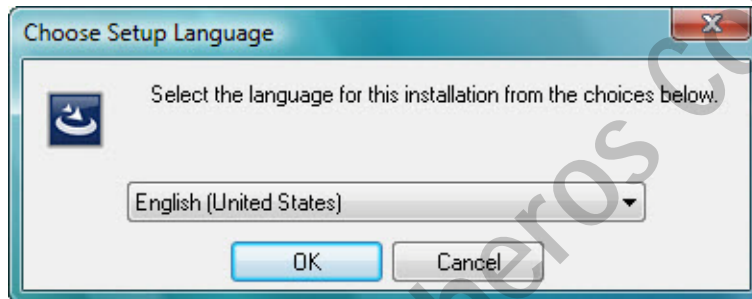 Choose Setup Language
Select the language for this installation from the choices below.
English (United States)
OK
Cancel